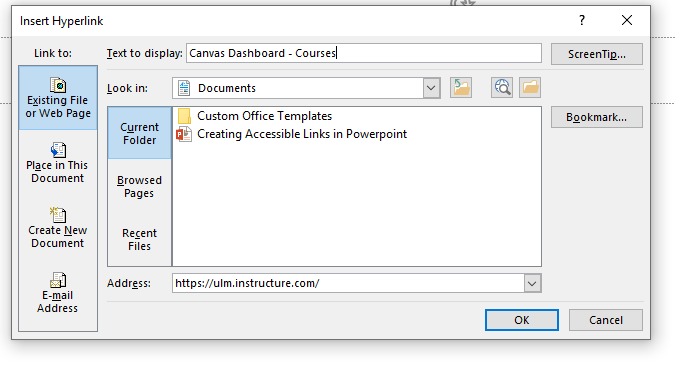 Insert Hyperlink
? ×
Link to:
Text to display: Canvas Dashboard - Courses
ScreenTip...
Existing File
or Web Page
Place in This
Document
Create New
Document
E-mail
Address
Look in: Documents
Current
Folder
Browsed
Pages
Recent
Files
Custom Office Templates
Creating Accessible Links in Powerpoint
Bookmark...
Address: https://ulm.instructure.com/
OK Cancel